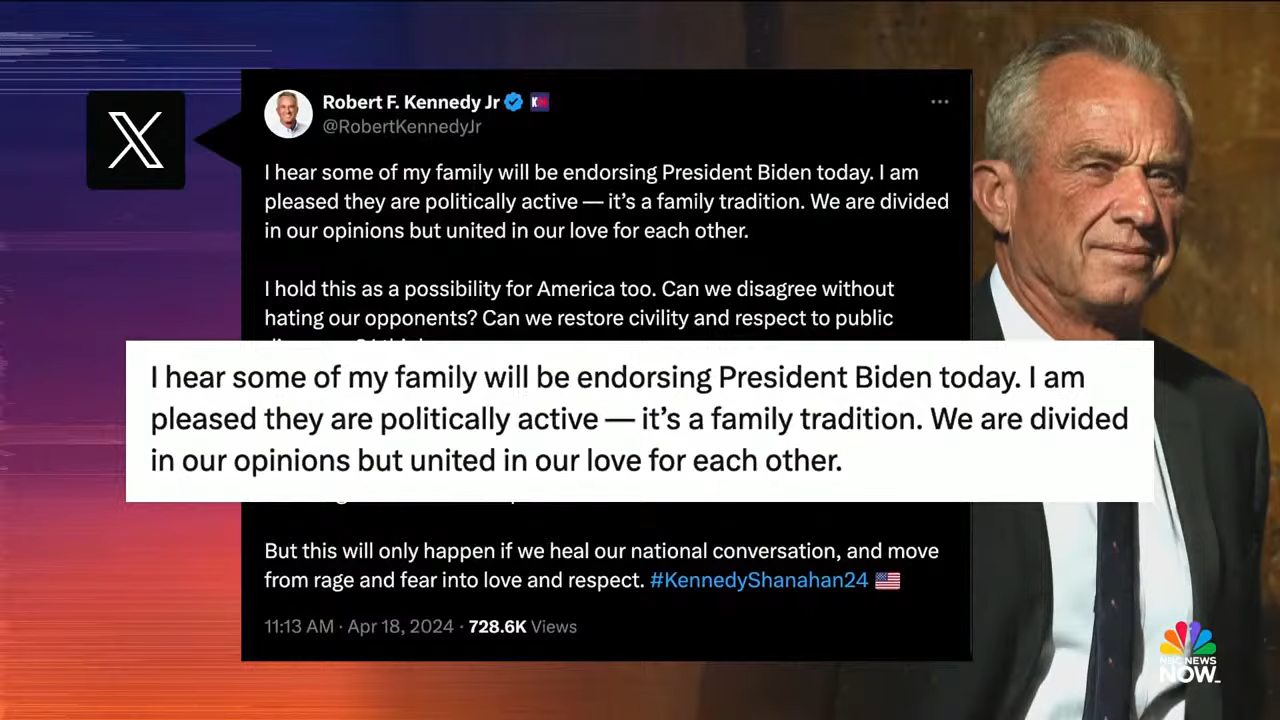 Robert F. Kennedy Jr
@RobertKennedyJr
I hear some of my family will be endorsing President Biden today. I am
pleased they are politically active — it’s a family tradition. We are divided
in our opinions but united in our love for each other.
I hold this as a possibility for America too. Can we disagree without
hating our opponents? Can we restore civility and respect to public
I hear some of my family will be endorsing President Biden today. I am
pleased they are politically active — it’s a family tradition. We are divided
in our opinions but united in our love for each other.
But this will only happen if we heal our national conversation, and move
from rage and fear into love and respect. #KennedyShanahan24
11:13 AM · Apr 18, 2024 · 728.6K Views
NBC NEWS
NOW_